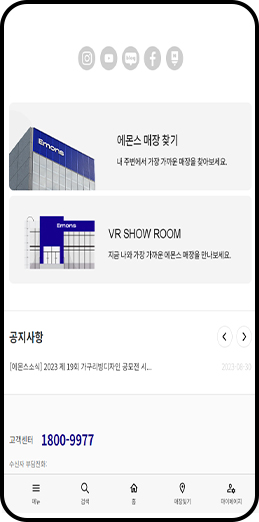 blog
Emons
에몬스 매장 찾기
내 주변에서 가장 가까운 매장을 찾아보세요.
Emons
VR SHOW ROOM
지금 나와 가장 가까운 에몬스 매장을 만나보세요.
공지사항
[에몬스소식] 2023 제 19회 가구리빙디자인 공모전 시...
2023-08-30
고객센터 1800-9977
수신자 부담전화:
메뉴 검색 홈 매장찾기 마이페이지